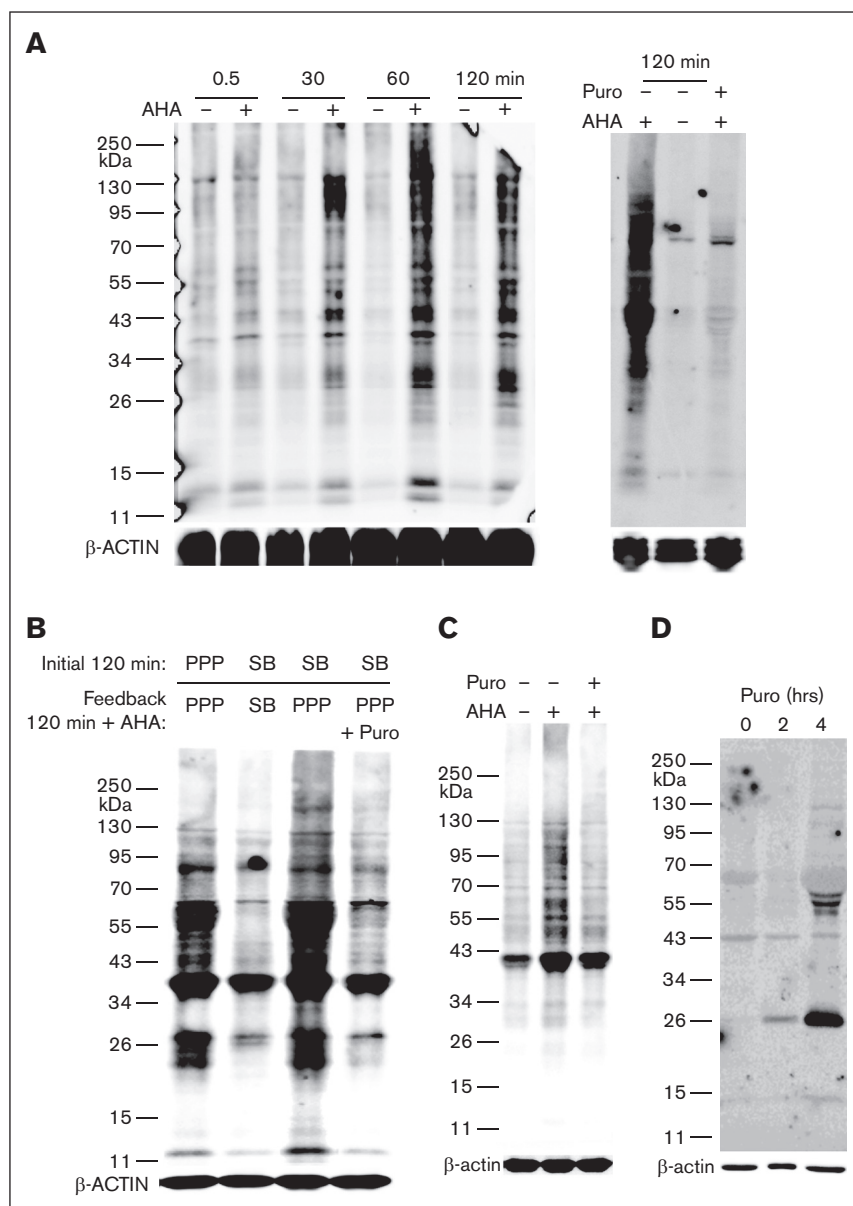 A
0.5 30 60 120 min
AHA − + − + − + − +
250
kDa
130
95
70
55
43
34
26
15
11
β-ACTIN
120 min
Puro − − +
AHA + − +
B
Initial 120 min: PPP SB SB SB
Feedback
120 min + AHA:
PPP SB PPP PPP
+ Puro
250
kDa
130
95
70
55
43
34
26
15
11
β-ACTIN
C
Puro − − +
AHA − + +
250
kDa
130
95
70
55
43
34
26
15
11
β-actin
D
Puro (hrs)
0 2 4
250
kDa
130
95
70
55
43
34
26
15
11
β-actin